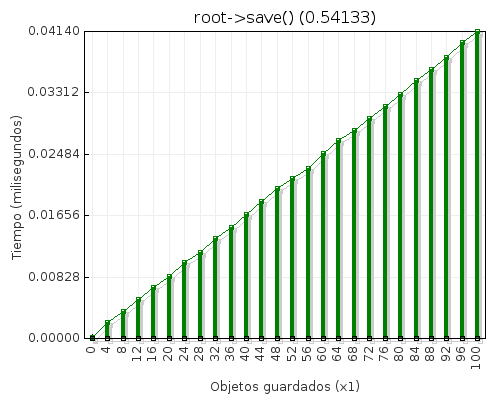 root->save() (0.54133)
0.04140
0.03312
0.02484
0.01656
0.00828
0.00000
Tiempo (milisegundos)
0 4 8 12 16 20 24 28 32 36 40 44 48 52 56 60 64 68 72 76 80 84 88 92 96 100
Objetos guardados (x1)